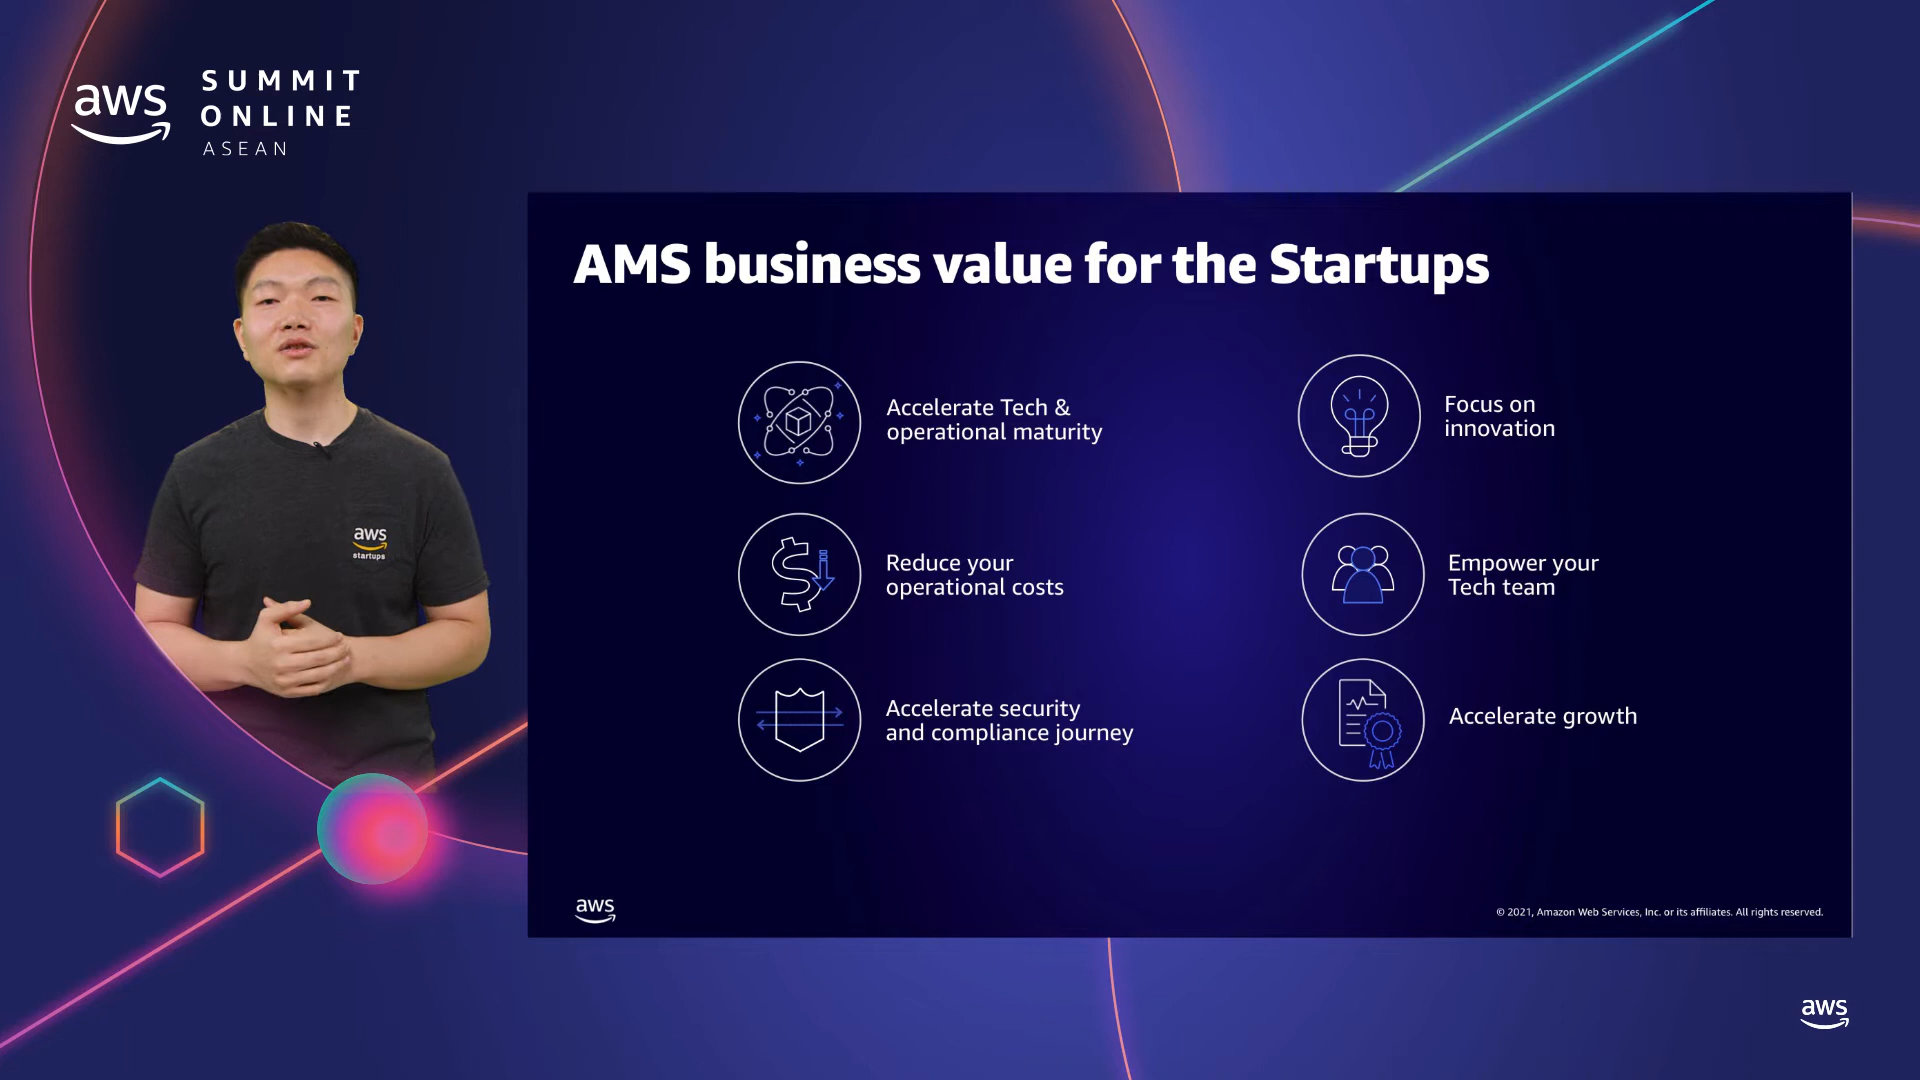 aws
SUMMIT
ONLINE
ASEAN
aws
startups
AMS business value for the Startups
Accelerate Tech &
operational maturity
Focus on
innovation
Reduce your
operational costs
Empower your
Tech team
Accelerate security
and compliance journey
Accelerate growth
aws
© 2021, Amazon Web Services, Inc. or its affiliates. All rights reserved.
aws